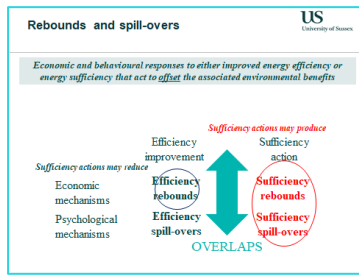 Rebounds and spill-overs
US
University of Sussex
Economic and behavioural responses to either improved energy efficiency or
energy sufficiency that act to offset the associated environmental benefits
Sufficiency actions may produce
Efficiency
improvement
Sufficiency
action
Sufficiency actions may reduce
Economic
mechanisms
Efficiency
rebounds
Sufficiency
rebounds
Psychological
mechanisms
Efficiency
spill-overs
Sufficiency
spill-overs
OVERLAPS